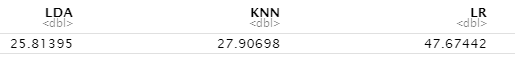 LDA KNN LR
<dbl> <dbl> <dbl>
25.81395 27.90698 47.67442